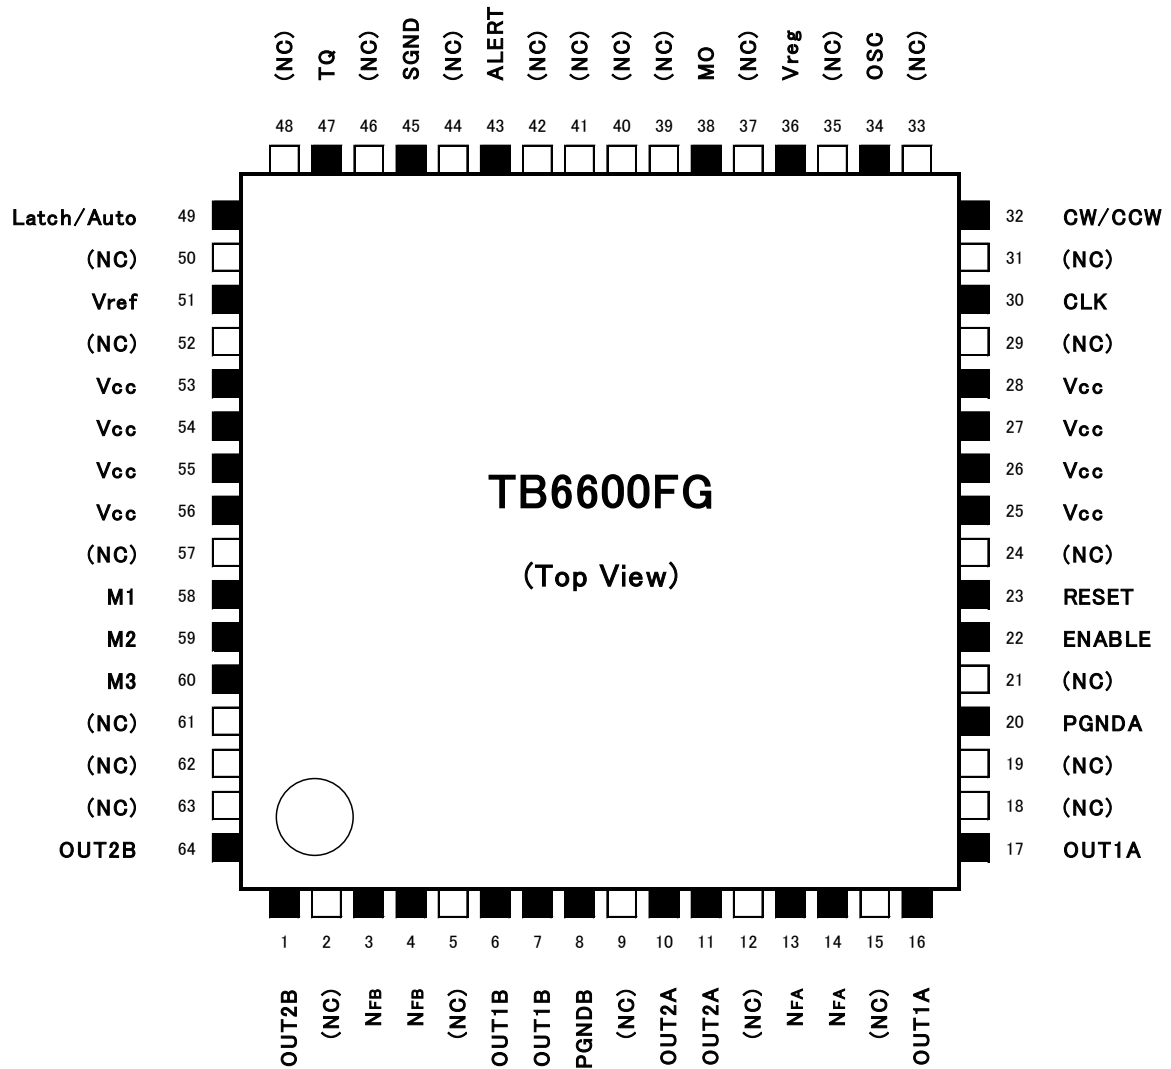 (NC) TQ (NC) SGND (NC) ALERT (NC) (NC) (NC) (NC) MO (NC) Vreg (NC) OSC (NC)
48 47 46 45 44 43 42 41 40 39 38 37 36 35 34 33
Latch/Auto 49 32 CW/CCW
(NC) 50 31 (NC)
Vref 51 30 CLK
(NC) 52 29 (NC)
Vcc 53 28 Vcc
Vcc 54 27 Vcc
Vcc 55 26 Vcc
Vcc 56 25 Vcc
TB6600FG
(NC) 57 24 (NC)
(Top View)
M1 58 23 RESET
M2 59 22 ENABLE
M3 60 21 (NC)
(NC) 61 20 PGNDA
(NC) 62 19 (NC)
(NC) 63 18 (NC)
OUT2B 64 17 OUT1A
1 2 3 4 5 6 7 8 9 10 11 12 13 14 15 16
OUT2B (NC) NFB NFB (NC) OUT1B OUT1B PGNDB (NC) OUT2A OUT2A (NC) NFA NFA (NC) OUT1A